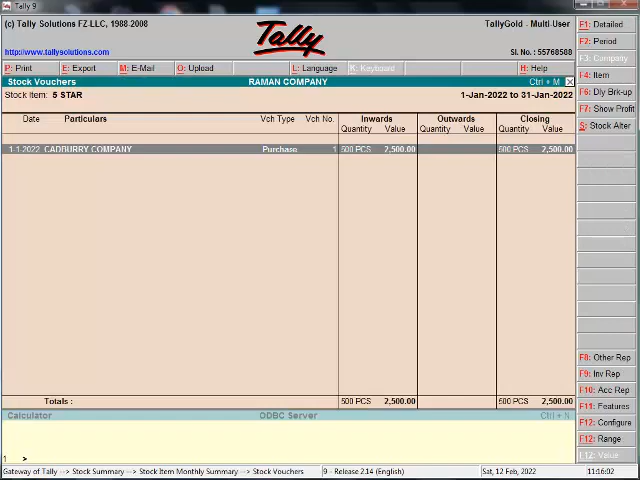 Tally 9
(c) Tally Solutions FZ-LLC, 1988-2008
TallyGold - Multi-User
Tally
http://www.tallysolutions.com
Sl. No. : 55768588
P: Print
E: Export
M: E-Mail
O: Upload
L: Language
K: Keyboard
H: Help
Stock Vouchers
RAMAN COMPANY
Ctrl + M
Stock Item: 5 STAR
1-Jan-2022 to 31-Jan-2022
Date Particulars Vch Type Vch No. Inwards Outwards Closing
Quantity Value Quantity Value Quantity Value
1-1-2022 CADBURRY COMPANY Purchase 1 500 PCS 2,500.00 500 PCS 2,500.00
Totals : 500 PCS 2,500.00 500 PCS 2,500.00
Calculator
ODBC Server
Ctrl + N
1 >
Gateway of Tally --> Stock Summary --> Stock Item Monthly Summary --> Stock Vouchers
9 - Release 2.14 (English)
Sat, 12 Feb, 2022
11:16:02
F1: Detailed
F2: Period
F3: Company
F4: Item
F6: Dly Brk-up
F7: Show Profit
S: Stock Alter
F8: Other Rep
F9: Inv Rep
F10: Acc Rep
F11: Features
F12: Configure
F12: Range
F12: Value